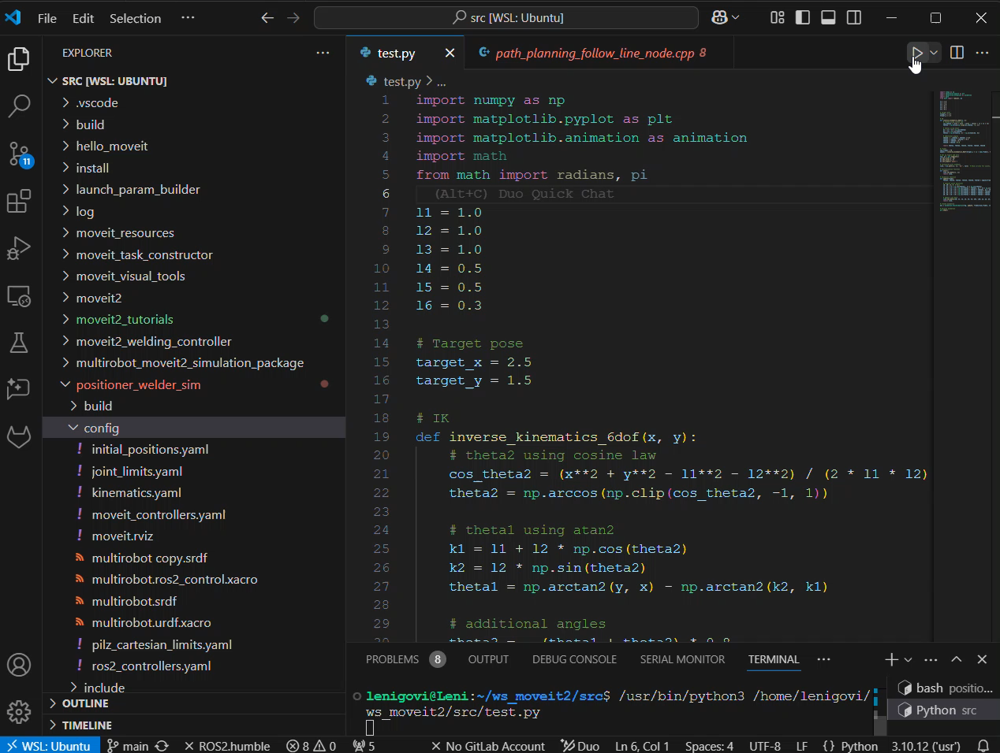 File Edit Selection ··· src [WSL: Ubuntu]
EXPLORER ···
SRC [WSL: UBUNTU]
.vscode
build
hello_moveit
install
launch_param_builder
log
moveit_resources
moveit_task_constructor
moveit_visual_tools
moveit2
moveit2_tutorials
moveit2_welding_controller
multirobot_moveit2_simulation_package
positioner_welder_sim
build
config
! initial_positions.yaml
! joint_limits.yaml
! kinematics.yaml
! moveit_controllers.yaml
! moveit.rviz
multirobot copy.srdf
multirobot.ros2_control.xacro
multirobot.srdf
multirobot.urdf.xacro
! pilz_cartesian_limits.yaml
! ros2_controllers.yaml
include
OUTLINE
TIMELINE
11
test.py path_planning_follow_line_node.cpp 8
test.py > ...
1 import numpy as np
2 import matplotlib.pyplot as plt
3 import matplotlib.animation as animation
4 import math
5 from math import radians, pi
6 (Alt+C) Duo Quick Chat
7 l1 = 1.0
8 l2 = 1.0
9 l3 = 1.0
10 l4 = 0.5
11 l5 = 0.5
12 l6 = 0.3
13
14 # Target pose
15 target_x = 2.5
16 target_y = 1.5
17
18 # IK
19 def inverse_kinematics_6dof(x, y):
20 # theta2 using cosine law
21 cos_theta2 = (x**2 + y**2 - l1**2 - l2**2) / (2 * l1 * l2)
22 theta2 = np.arccos(np.clip(cos_theta2, -1, 1))
23
24 # theta1 using atan2
25 k1 = l1 + l2 * np.cos(theta2)
26 k2 = l2 * np.sin(theta2)
27 theta1 = np.arctan2(y, x) - np.arctan2(k2, k1)
28
29 # additional angles
PROBLEMS 8 OUTPUT DEBUG CONSOLE SERIAL MONITOR TERMINAL ···
lenigovi@Leni:~/ws_moveit2/src$ /usr/bin/python3 /home/lenigovi/
ws_moveit2/src/test.py
bash positio...
Python src
WSL: Ubuntu main ROS2.humble 8 0 5 No GitLab Account Duo Ln 6, Col 1 Spaces: 4 UTF-8 LF {} Python 3.10.12 ('usr')